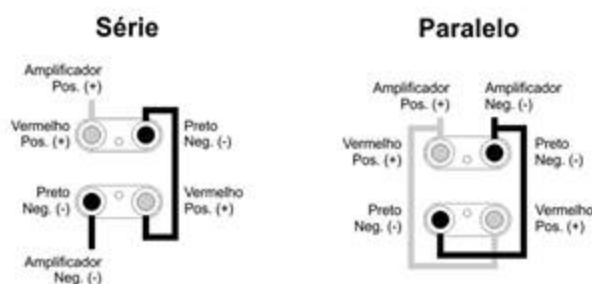 Série
Amplificador
Pos. (+)
Vermelho
Pos. (+)
Preto
Neg. (-)
Preto
Neg. (-)
Vermelho
Pos. (+)
Amplificador
Neg. (-)
Paralelo
Amplificador
Pos. (+)
Amplificador
Neg. (-)
Vermelho
Pos. (+)
Preto
Neg. (-)
Preto
Neg. (-)
Vermelho
Pos. (+)